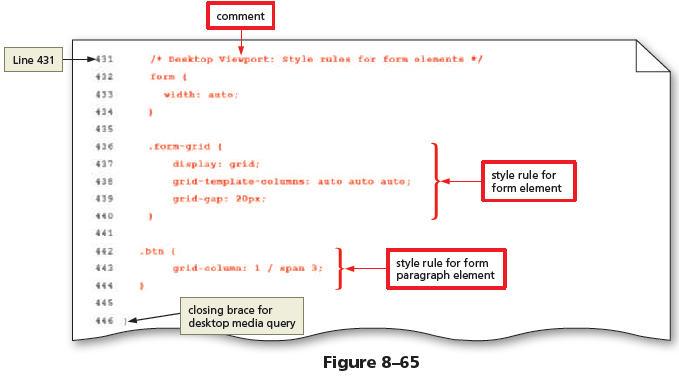 comment
Line 431
431 /* Desktop Viewport: Style rules for form elements */
432 form {
433 width: auto;
434 }
435
436 .form-grid {
437 display: grid;
438 grid-template-columns: auto auto auto;
439 grid-gap: 20px;
440 }
441
442 .btn {
443 grid-column: 1 / span 3;
444 }
445
446 }
style rule for
form element
style rule for form
paragraph element
closing brace for
desktop media query
Figure 8–65